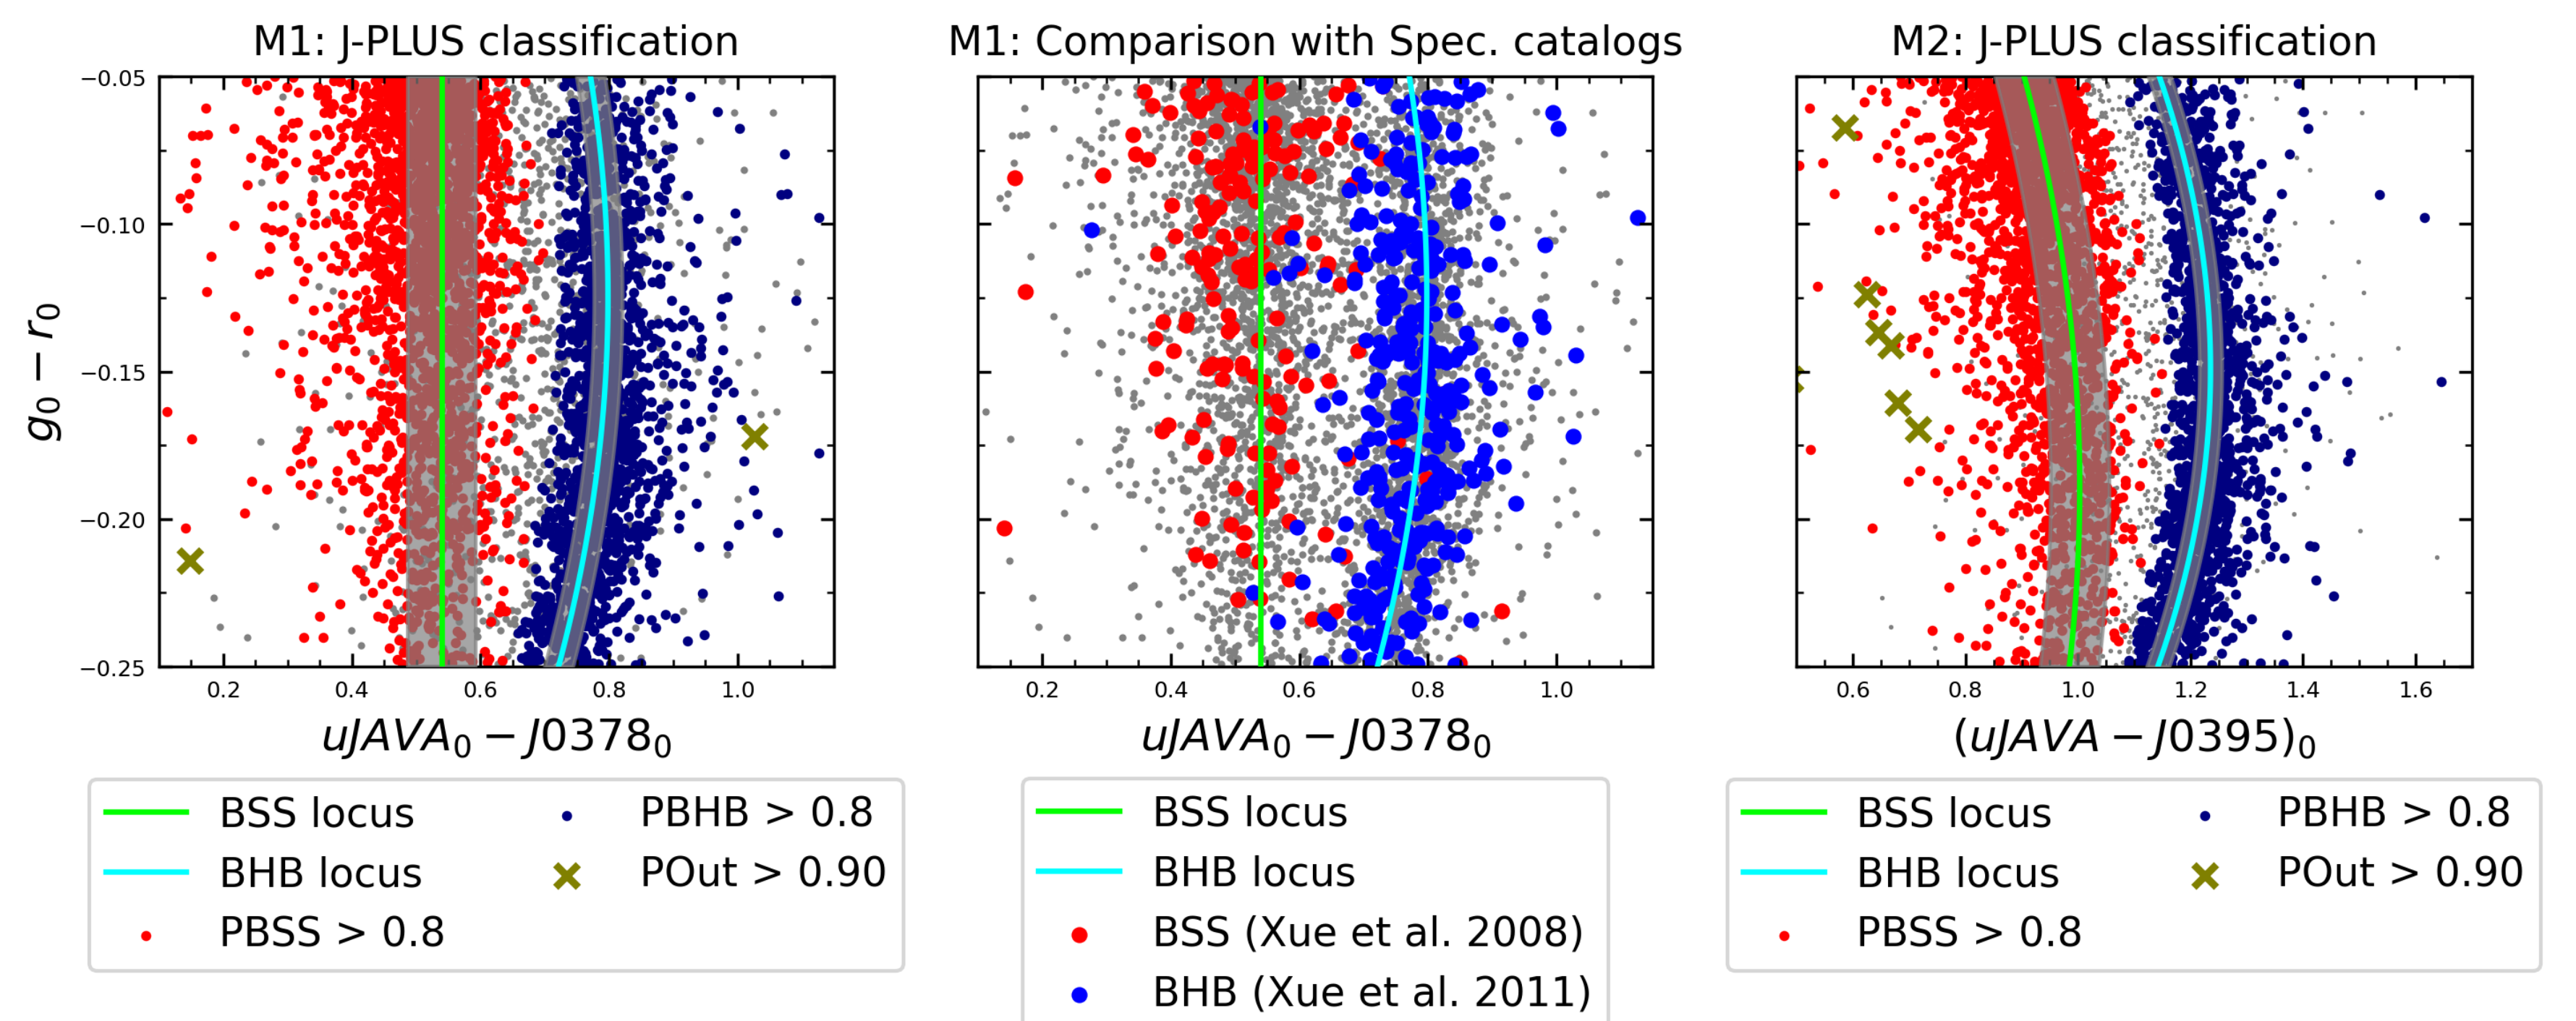 M1: J-PLUS classification
M1: Comparison with Spec. catalogs
M2: J-PLUS classification
−0.05
−0.10
−0.15
−0.20
−0.25
g₀ − r₀
0.2 0.4 0.6 0.8 1.0
0.2 0.4 0.6 0.8 1.0
0.6 0.8 1.0 1.2 1.4 1.6
uJAVA₀ − J0378₀
uJAVA₀ − J0378₀
(uJAVA − J0395)₀
BSS locus
BHB locus
PBSS > 0.8
PBHB > 0.8
POut > 0.90
BSS locus
BHB locus
BSS (Xue et al. 2008)
BHB (Xue et al. 2011)
BSS locus
BHB locus
PBSS > 0.8
PBHB > 0.8
POut > 0.90